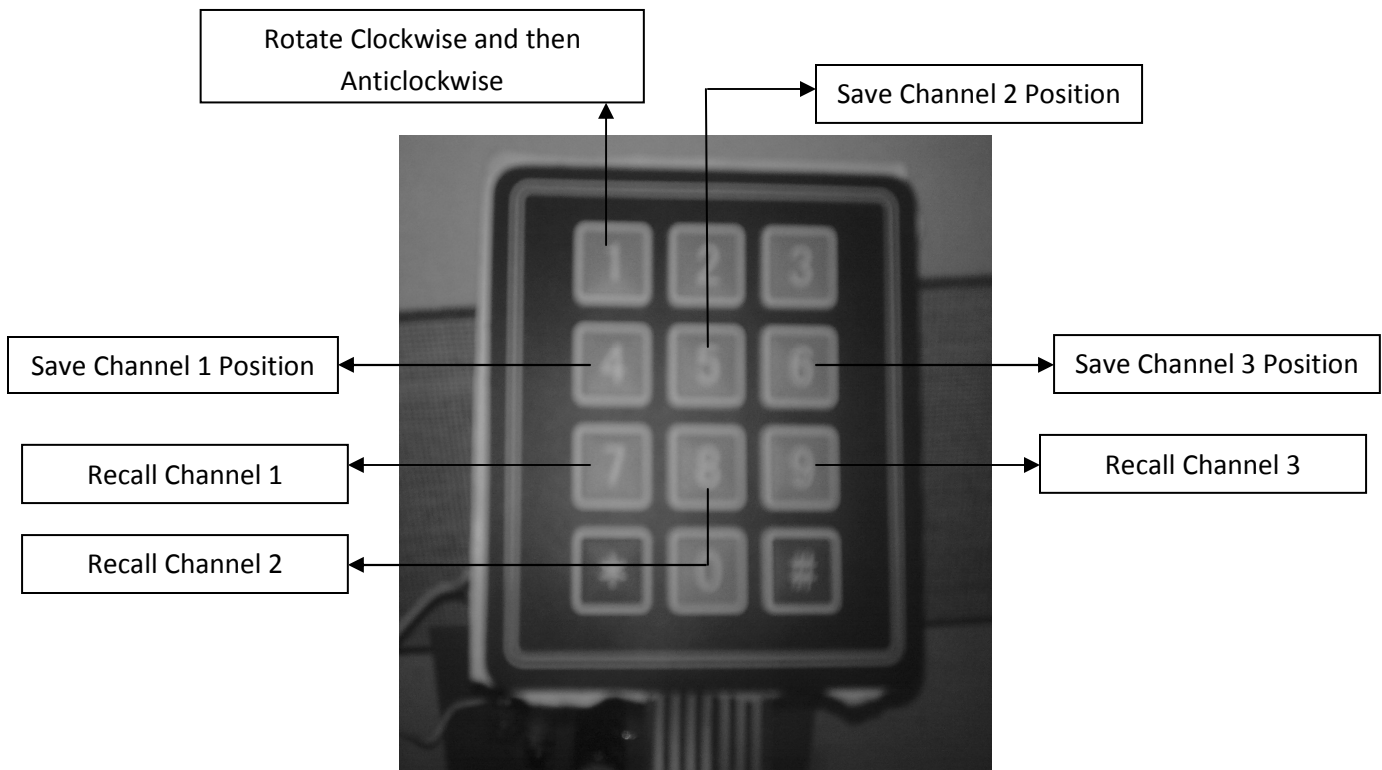 Rotate Clockwise and then
Anticlockwise
Save Channel 2 Position
1 2 3
Save Channel 1 Position
4 5 6
Save Channel 3 Position
Recall Channel 1
7 8 9
Recall Channel 3
Recall Channel 2
* 0 #